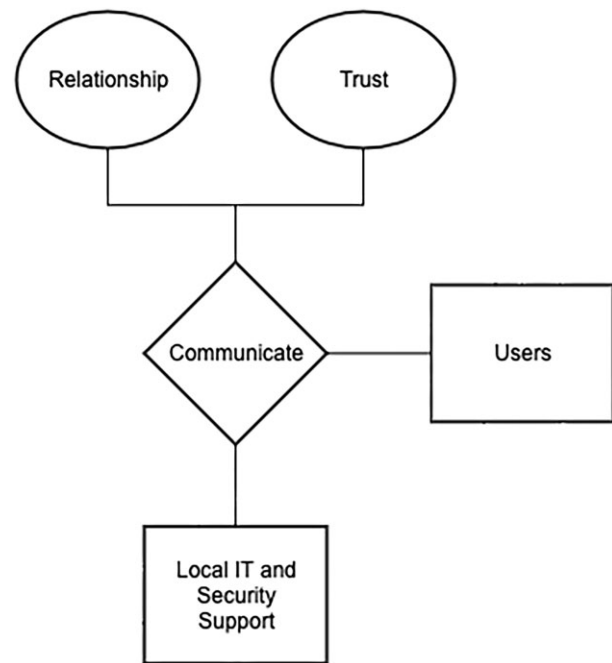 Relationship
Trust
Communicate
Users
Local IT and
Security
Support